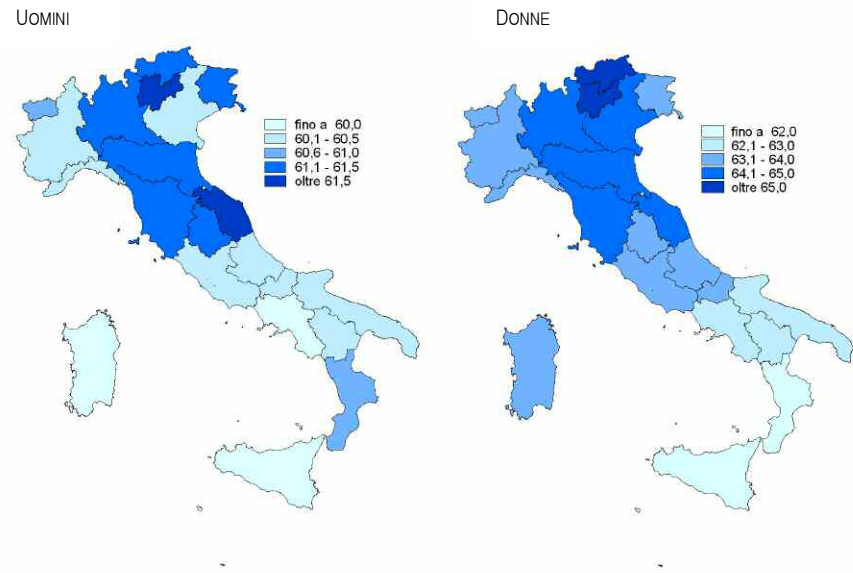 UOMINI
fino a 60,0
60,1 - 60,5
60,6 - 61,0
61,1 - 61,5
oltre 61,5
DONNE
fino a 62,0
62,1 - 63,0
63,1 - 64,0
64,1 - 65,0
oltre 65,0